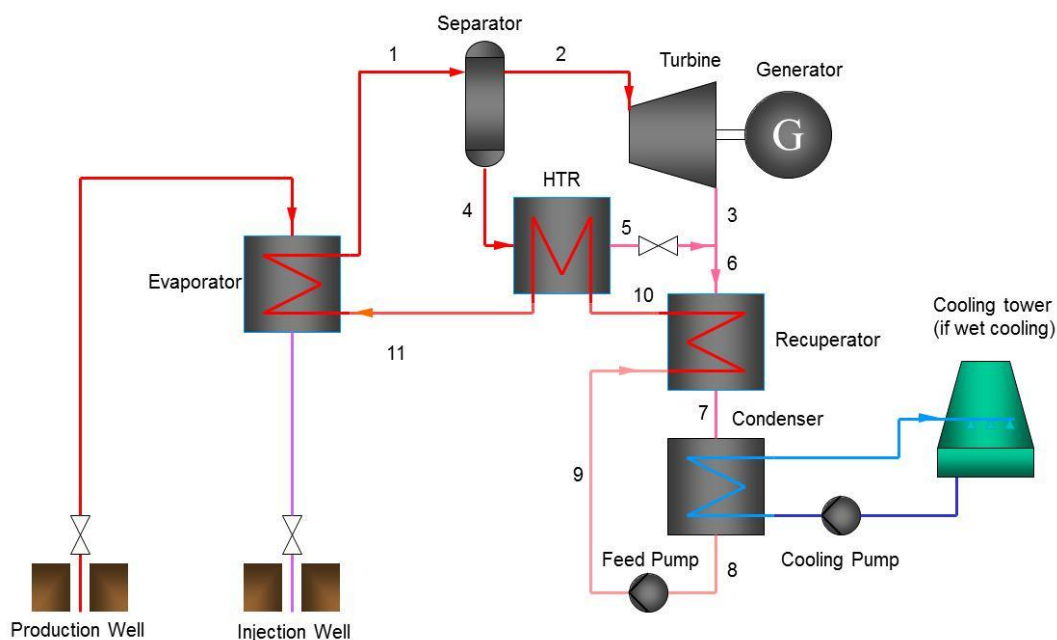 Separator
1
2
Turbine
Generator
G
HTR
4
5
3
6
Evaporator
10
11
Cooling tower
(if wet cooling)
Recuperator
7
Condenser
9
Feed Pump
8
Cooling Pump
Production Well
Injection Well